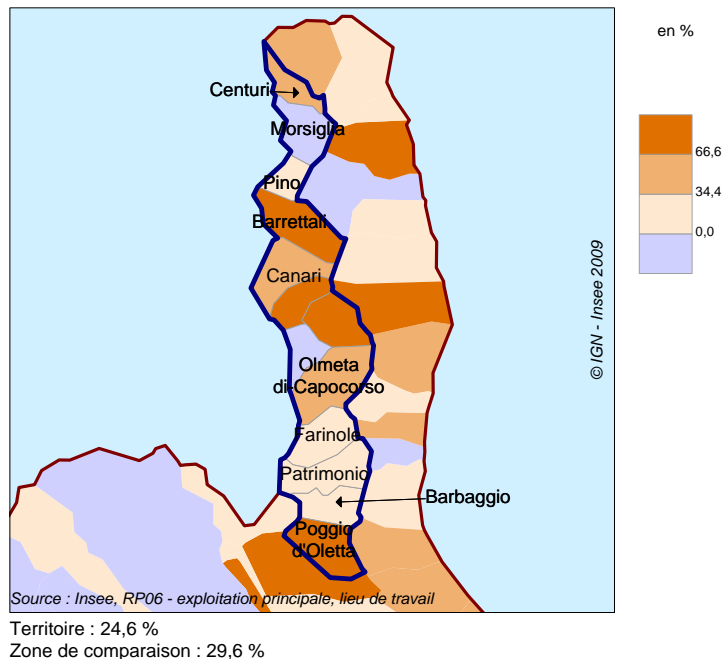 en %
66,6
34,4
0,0
Centuri
Morsiglia
Pino
Barrettali
Canari
Olmeta
di-Capocorso
Farinole
Patrimonio
Barbaggio
Poggio
d'Oletta
© IGN - Insee 2009
Source : Insee, RP06 - exploitation principale, lieu de travail
Territoire : 24,6 %
Zone de comparaison : 29,6 %